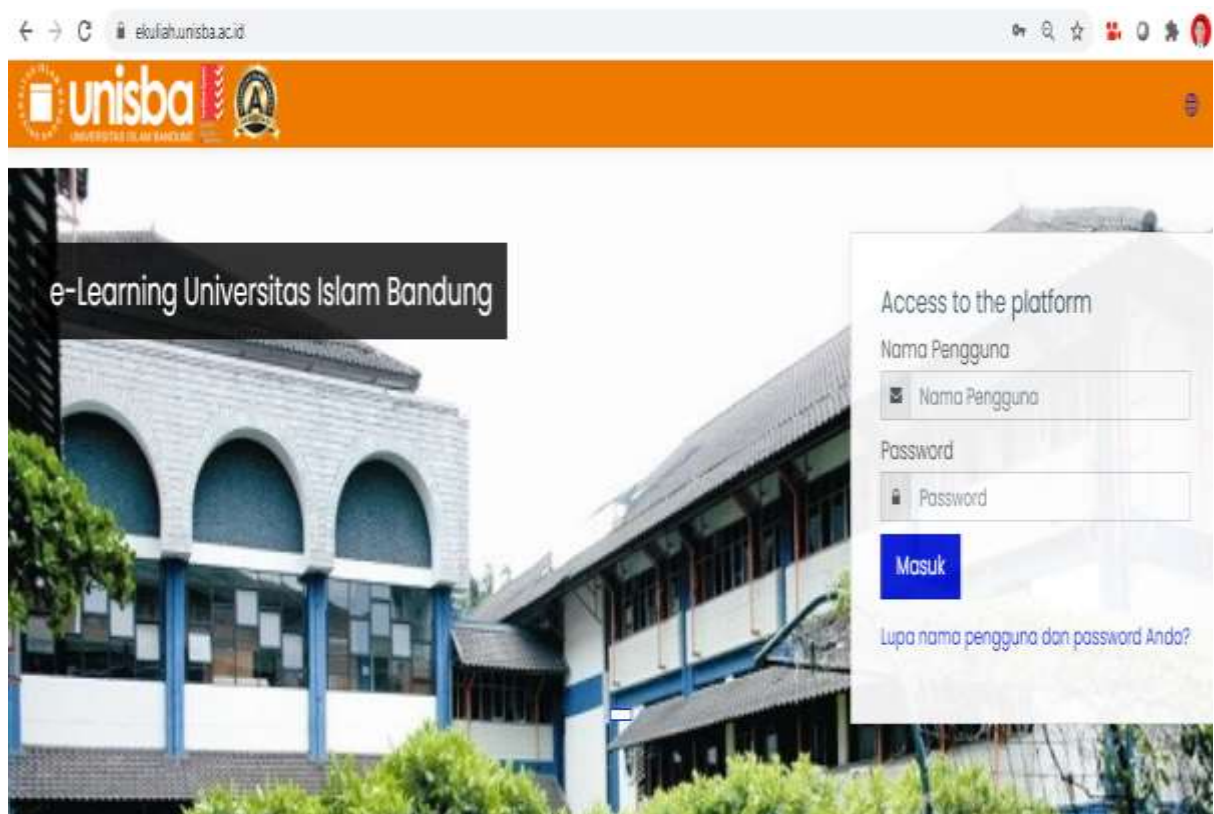 ekuliah.unisba.ac.id
unisba
UNIVERSITAS ISLAM BANDUNG
A
e-Learning Universitas Islam Bandung
Access to the platform
Nama Pengguna
Nama Pengguna
Password
Password
Masuk
Lupa nama pengguna dan password Anda?